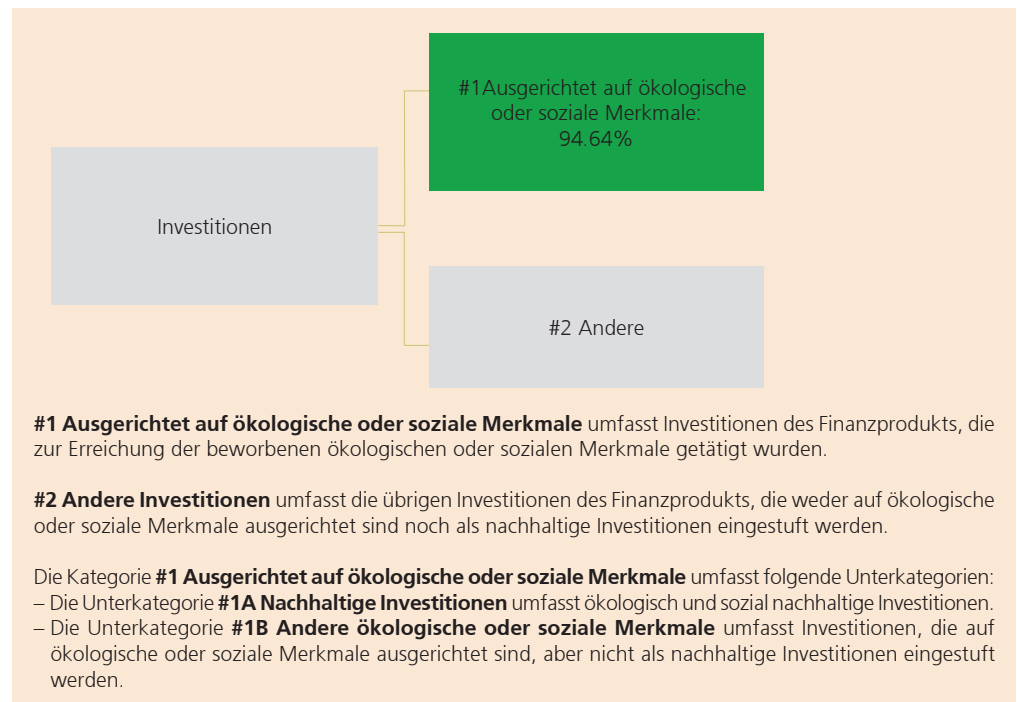 #1Ausgerichtet auf ökologische
oder soziale Merkmale:
94.64%
Investitionen
#2 Andere
#1 Ausgerichtet auf ökologische oder soziale Merkmale umfasst Investitionen des Finanzprodukts, die
zur Erreichung der beworbenen ökologischen oder sozialen Merkmale getätigt wurden.
#2 Andere Investitionen umfasst die übrigen Investitionen des Finanzprodukts, die weder auf ökologische
oder soziale Merkmale ausgerichtet sind noch als nachhaltige Investitionen eingestuft werden.
Die Kategorie #1 Ausgerichtet auf ökologische oder soziale Merkmale umfasst folgende Unterkategorien:
– Die Unterkategorie #1A Nachhaltige Investitionen umfasst ökologisch und sozial nachhaltige Investitionen.
– Die Unterkategorie #1B Andere ökologische oder soziale Merkmale umfasst Investitionen, die auf
ökologische oder soziale Merkmale ausgerichtet sind, aber nicht als nachhaltige Investitionen eingestuft
werden.